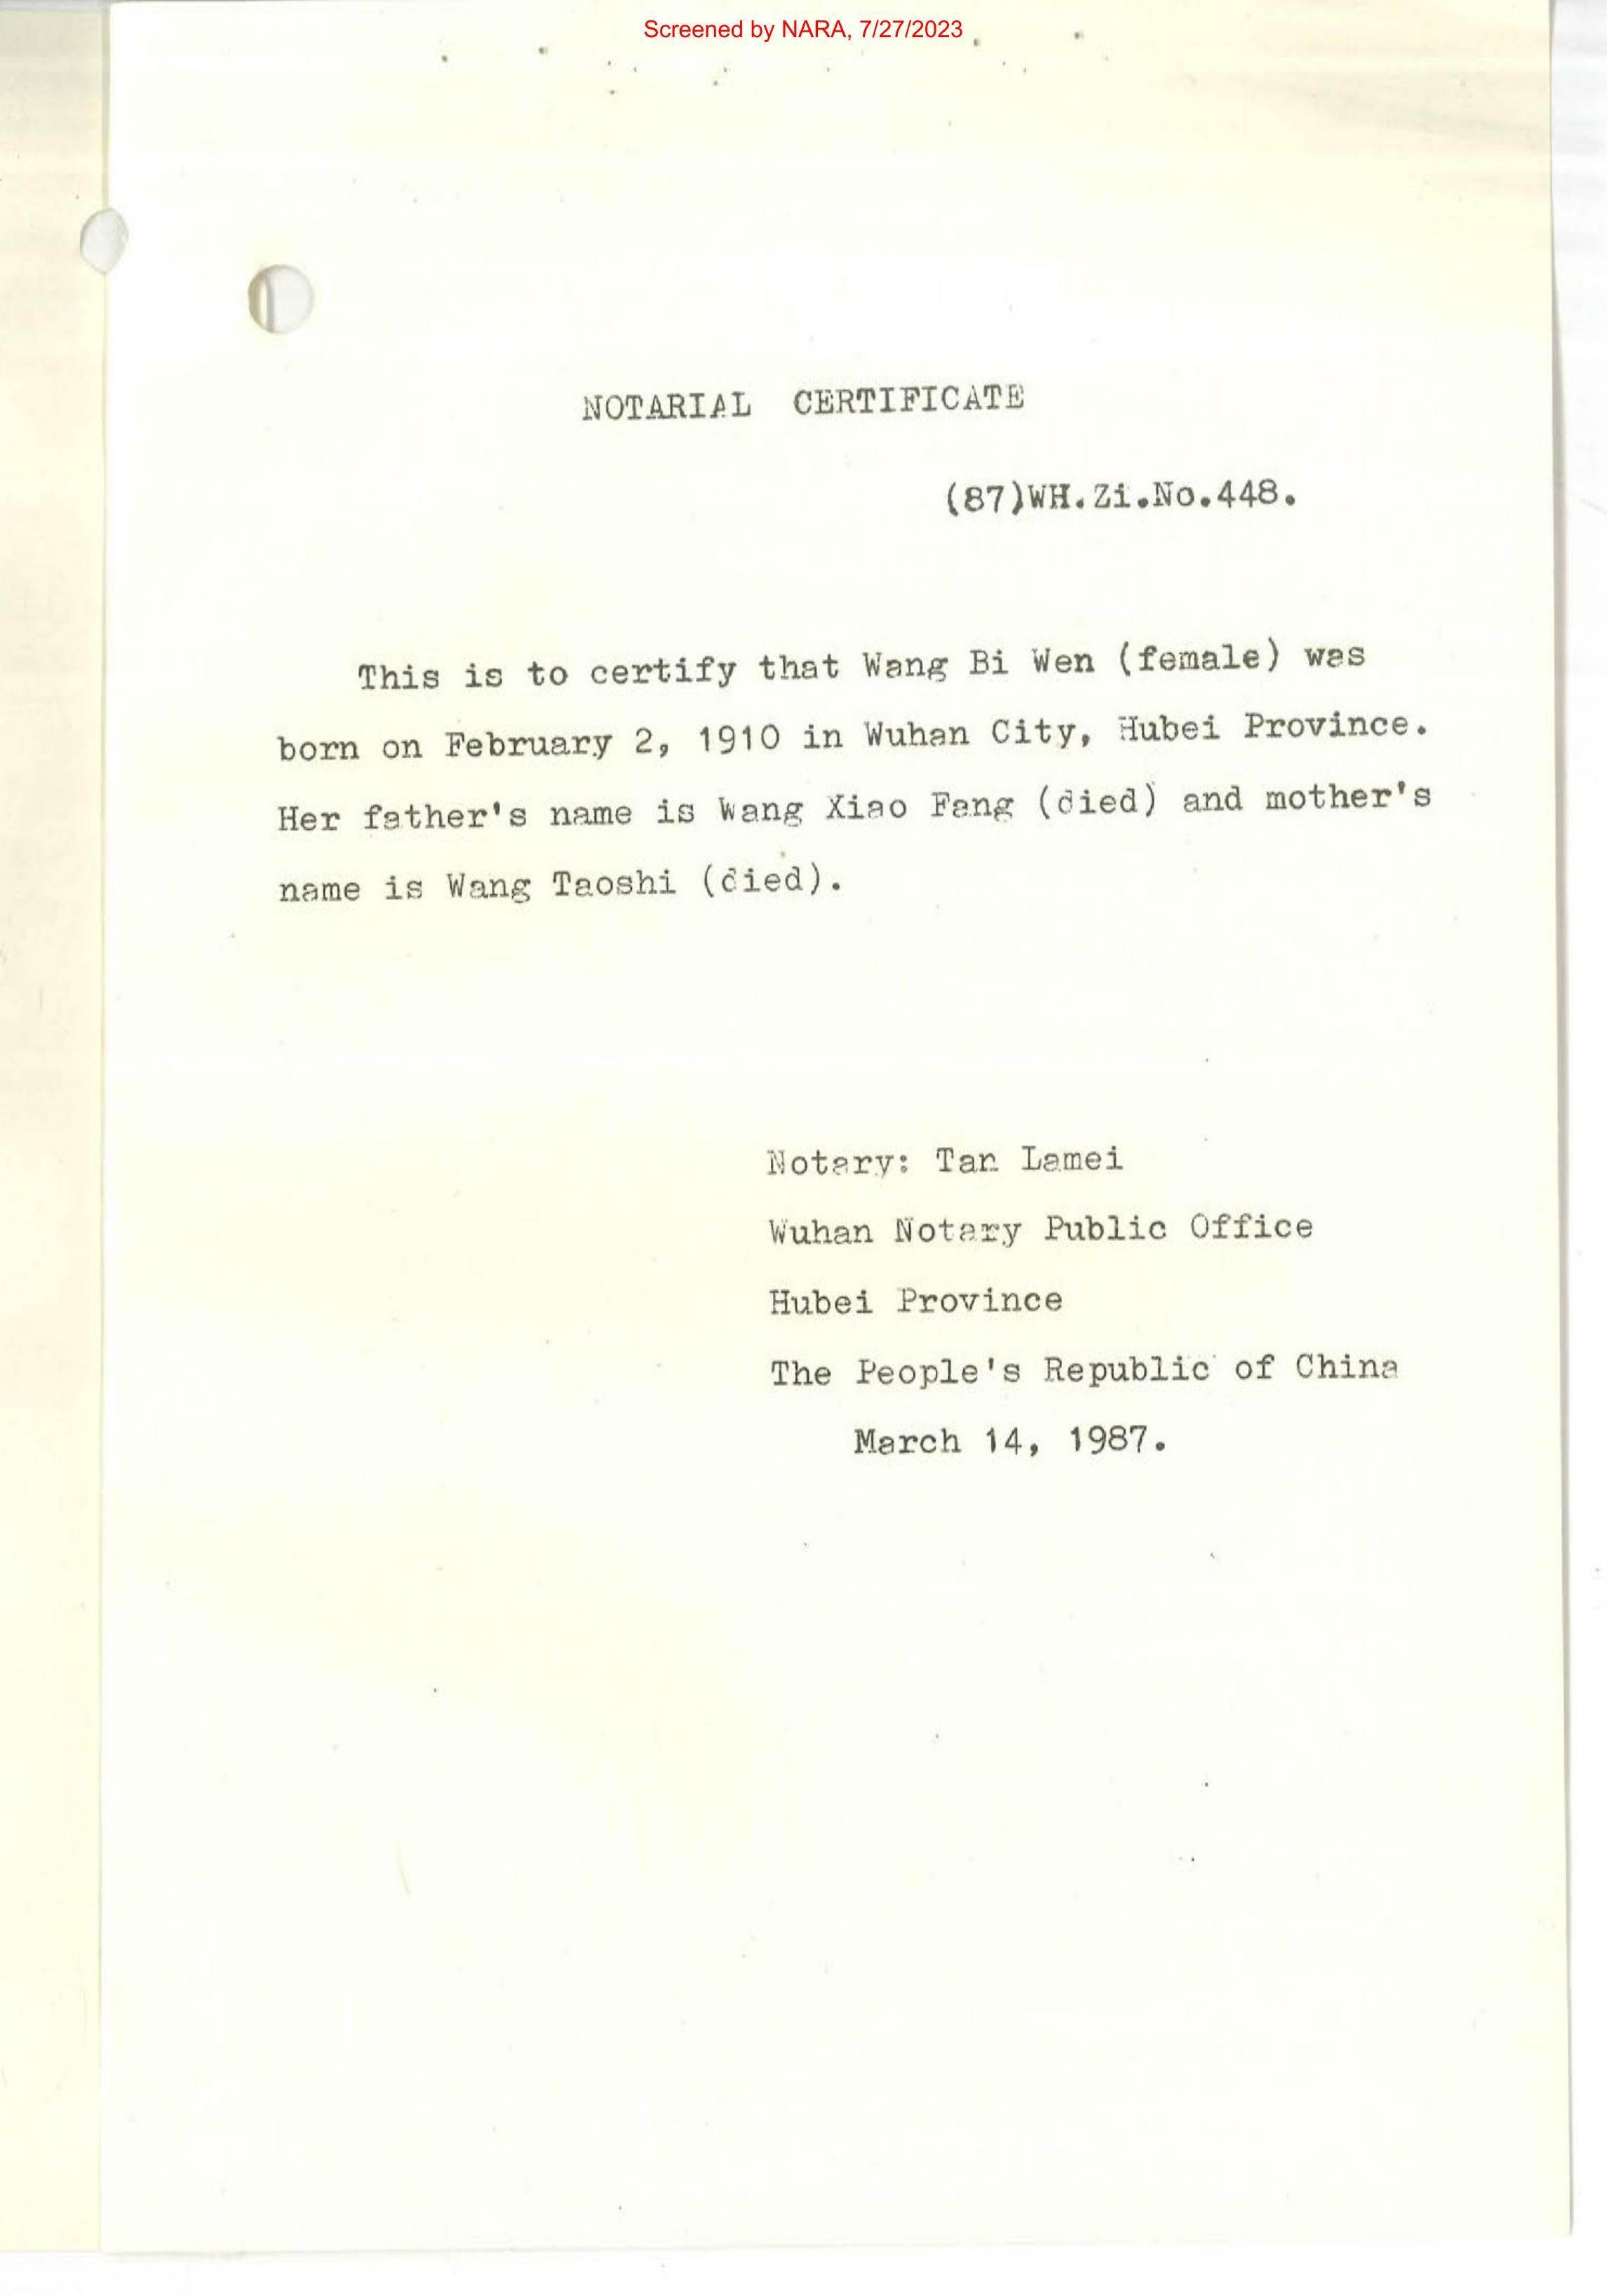 Screened by NARA, 7/27/2023
NOTARIAL CERTIFICATE
(87)WH.Zi.No.448.
This is to certify that Wang Bi Wen (female) was
born on February 2, 1910 in Wuhan City, Hubei Province.
Her father's name is Wang Xiao Fang (died) and mother's
name is Wang Taoshi (died).
Notary: Tan Lamei
Wuhan Notary Public Office
Hubei Province
The People's Republic of China
March 14, 1987.